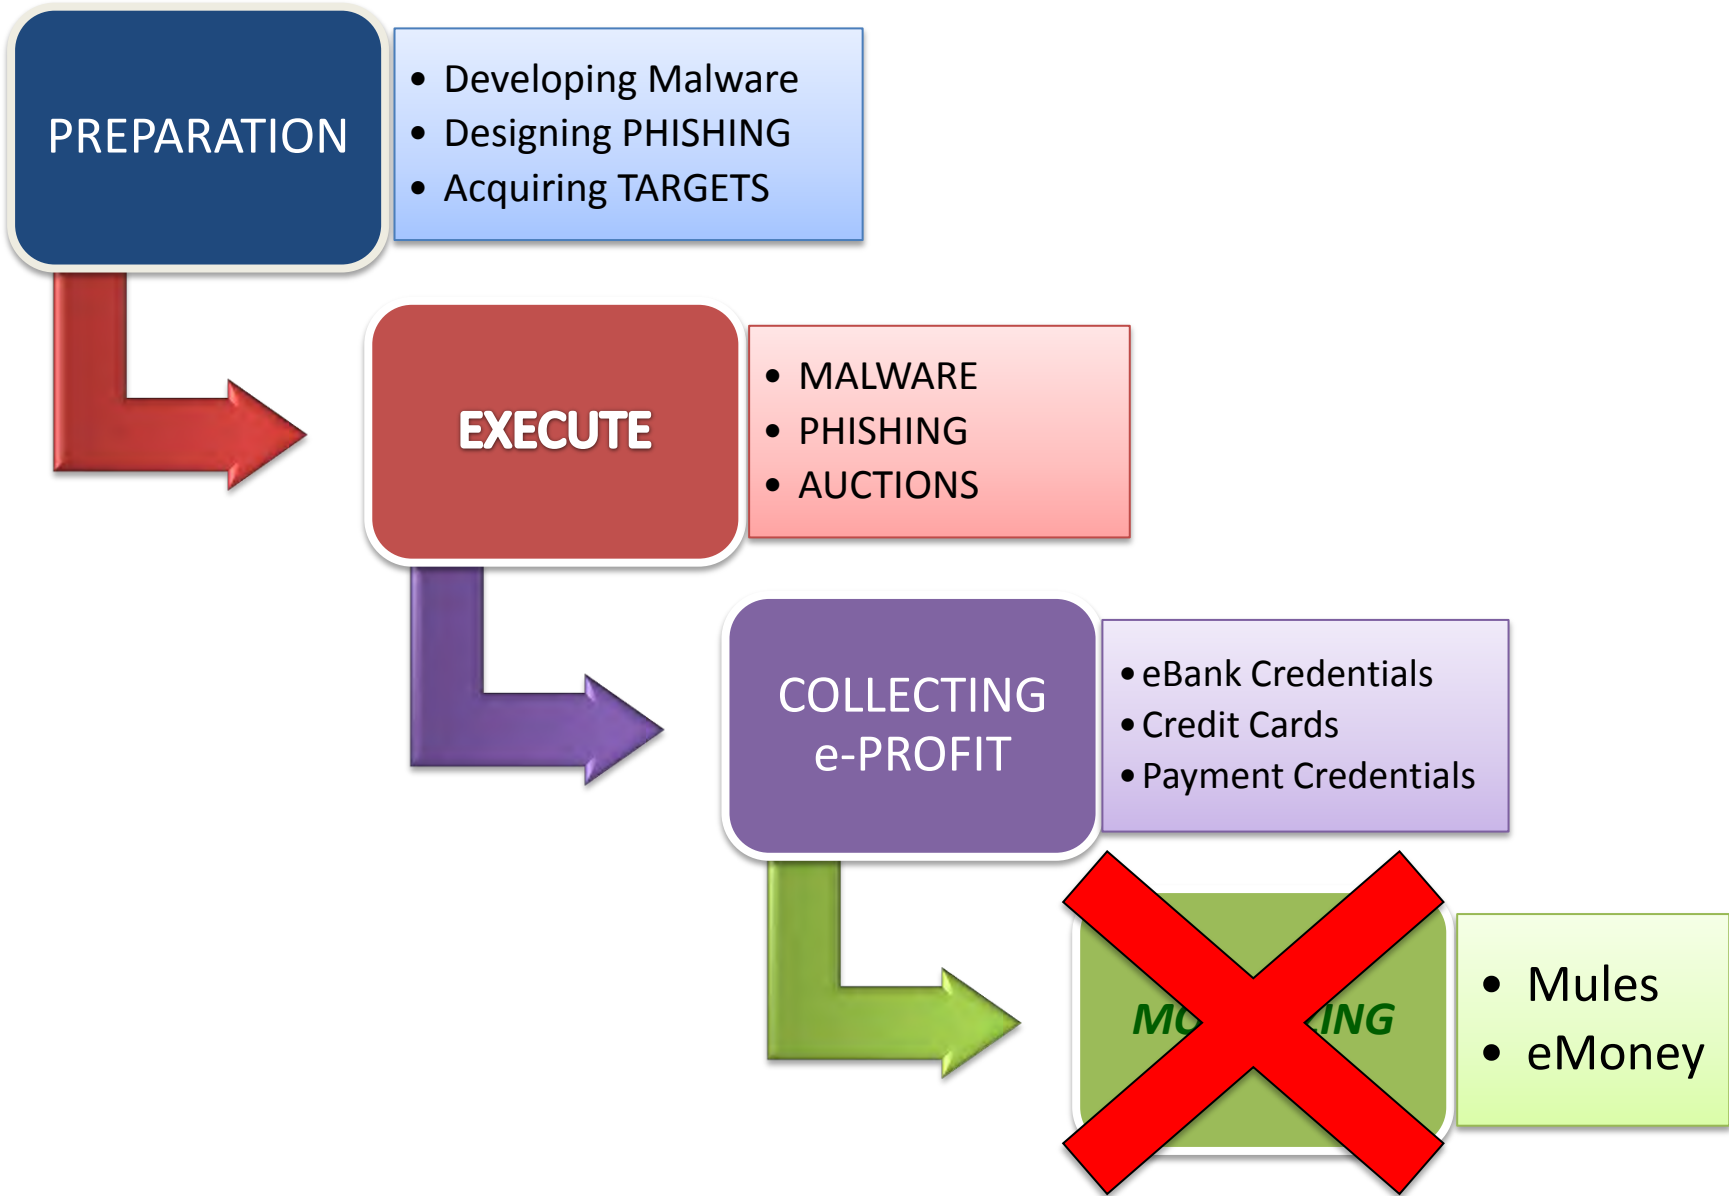 PREPARATION
• Developing Malware
• Designing PHISHING
• Acquiring TARGETS
EXECUTE
• MALWARE
• PHISHING
• AUCTIONS
COLLECTING
e-PROFIT
• eBank Credentials
• Credit Cards
• Payment Credentials
• Mules
• eMoney